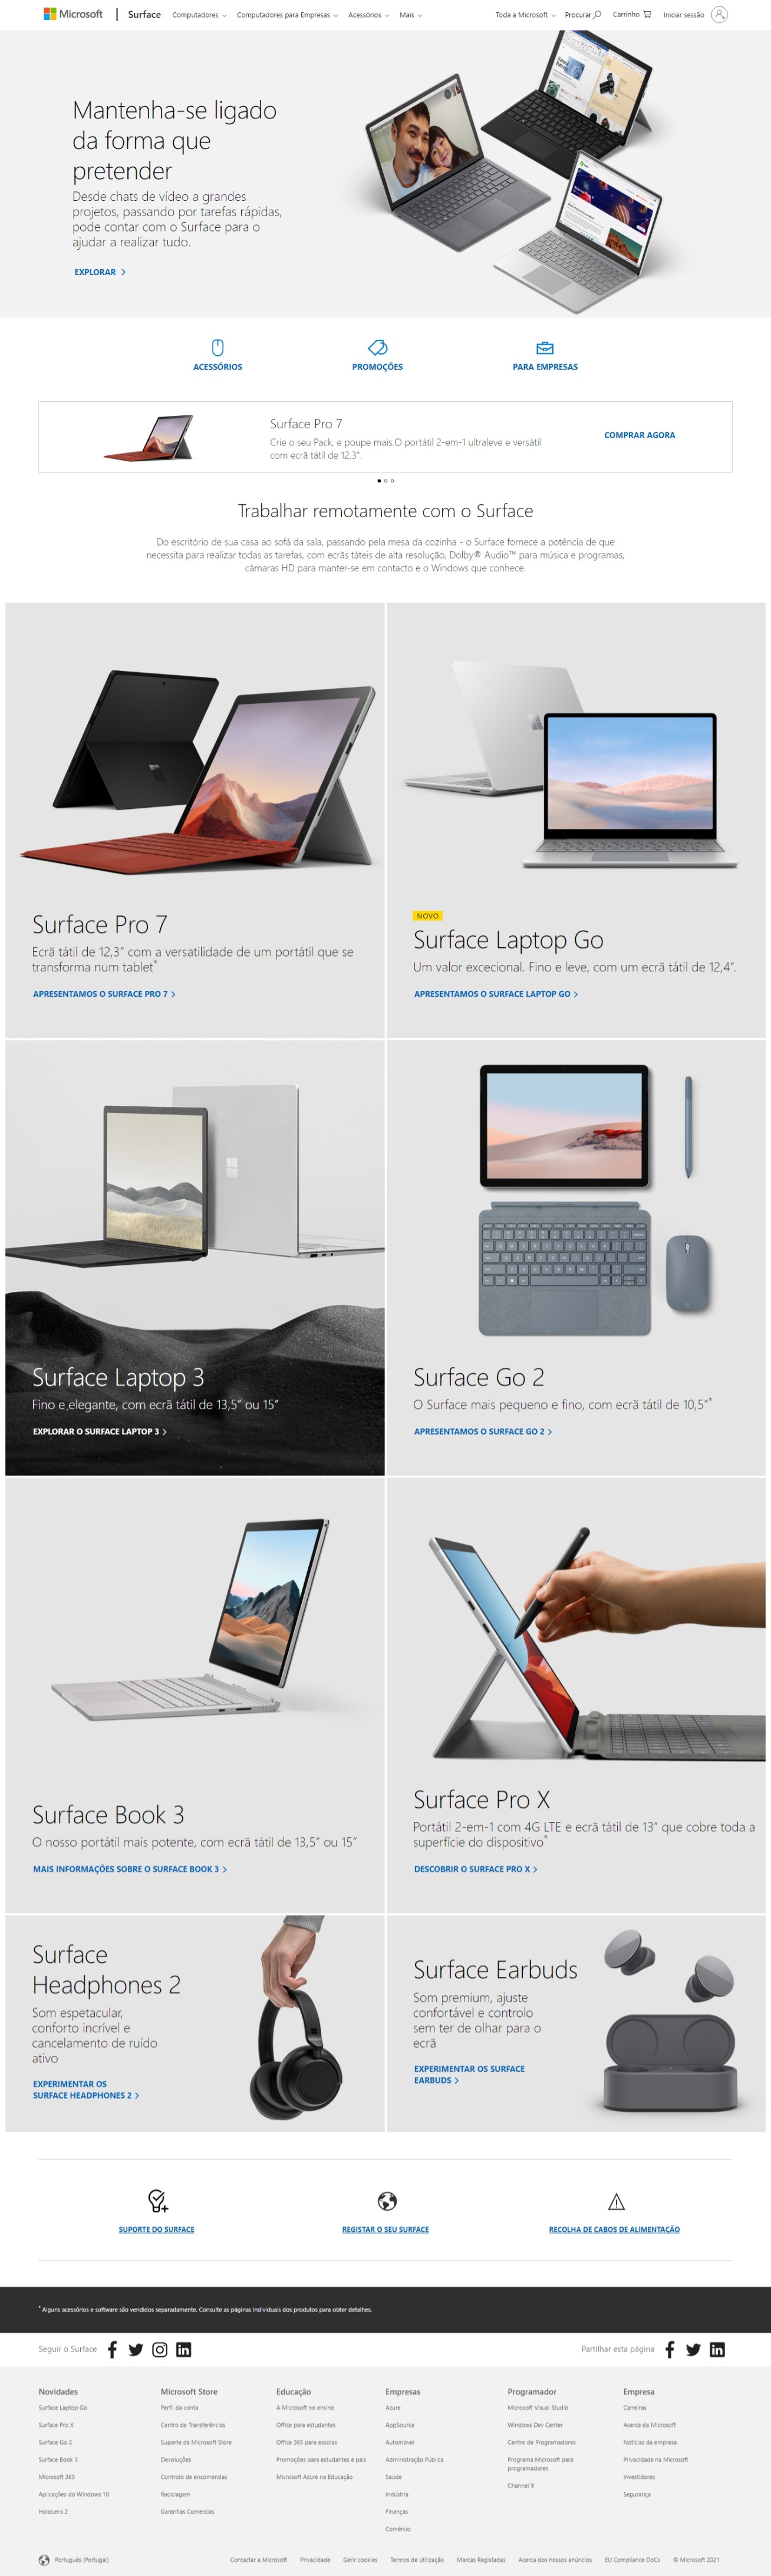 Microsoft
Surface
Computadores
Computadores para Empresas
Acessórios
Mais
Toda a Microsoft
Procurar
Carrinho
Iniciar sessão
Mantenha-se ligado
da forma que
pretender
Desde chats de vídeo a grandes
projetos, passando por tarefas rápidas,
pode contar com o Surface para o
ajudar a realizar tudo.
EXPLORAR
ACESSÓRIOS
PROMOÇÕES
PARA EMPRESAS
Surface Pro 7
Crie o seu Pack, e poupe mais.O portátil 2-em-1 ultraleve e versátil
com ecrã tátil de 12,3".
COMPRAR AGORA
Trabalhar remotamente com o Surface
Do escritório de sua casa ao sofá da sala, passando pela mesa da cozinha - o Surface fornece a potência de que
necessita para realizar todas as tarefas, com ecrãs táteis de alta resolução, Dolby® Audio™ para música e programas,
câmaras HD para manter-se em contacto e o Windows que conhece.
Surface Pro 7
Ecrã tátil de 12,3” com a versatilidade de um portátil que se
transforma num tablet*
APRESENTAMOS O SURFACE PRO 7
NOVO
Surface Laptop Go
Um valor excecional. Fino e leve, com um ecrã tátil de 12,4”.
APRESENTAMOS O SURFACE LAPTOP GO
Surface Laptop 3
Fino e elegante, com ecrã tátil de 13,5” ou 15”
EXPLORAR O SURFACE LAPTOP 3
Surface Go 2
O Surface mais pequeno e fino, com ecrã tátil de 10,5”*
APRESENTAMOS O SURFACE GO 2
Surface Book 3
O nosso portátil mais potente, com ecrã tátil de 13,5” ou 15”
MAIS INFORMAÇÕES SOBRE O SURFACE BOOK 3
Surface Pro X
Portátil 2-em-1 com 4G LTE e ecrã tátil de 13” que cobre toda a
superfície do dispositivo*
DESCOBRIR O SURFACE PRO X
Surface
Headphones 2
Som espetacular,
conforto incrível e
cancelamento de ruído
ativo
EXPERIMENTAR OS
SURFACE HEADPHONES 2
Surface Earbuds
Som premium, ajuste
confortável e controlo
sem ter de olhar para o
ecrã
EXPERIMENTAR OS SURFACE
EARBUDS
SUPORTE DO SURFACE
REGISTAR O SEU SURFACE
RECOLHA DE CABOS DE ALIMENTAÇÃO
* Alguns acessórios e software são vendidos separadamente. Consulte as páginas individuais dos produtos para obter detalhes.
Seguir o Surface
Partilhar esta página
Novidades
Surface Laptop Go
Surface Pro X
Surface Go 2
Surface Book 3
Microsoft 365
Aplicações do Windows 10
HoloLens 2
Microsoft Store
Perfil da conta
Centro de Transferências
Suporte da Microsoft Store
Devoluções
Controlo de encomendas
Reciclagem
Garantias Comerciais
Educação
A Microsoft no ensino
Office para estudantes
Office 365 para escolas
Promoções para estudantes e pais
Microsoft Azure na Educação
Empresas
Azure
AppSource
Automóvel
Administração Pública
Saúde
Indústria
Finanças
Comércio
Programador
Microsoft Visual Studio
Windows Dev Center
Centro de Programadores
Programa Microsoft para
programadores
Channel 9
Empresa
Carreiras
Acerca da Microsoft
Notícias da empresa
Privacidade na Microsoft
Investidores
Segurança
Português (Portugal)
Contactar a Microsoft
Privacidade
Gerir cookies
Termos de utilização
Marcas Registadas
Acerca dos nossos anúncios
EU Compliance DoCs
© Microsoft 2021